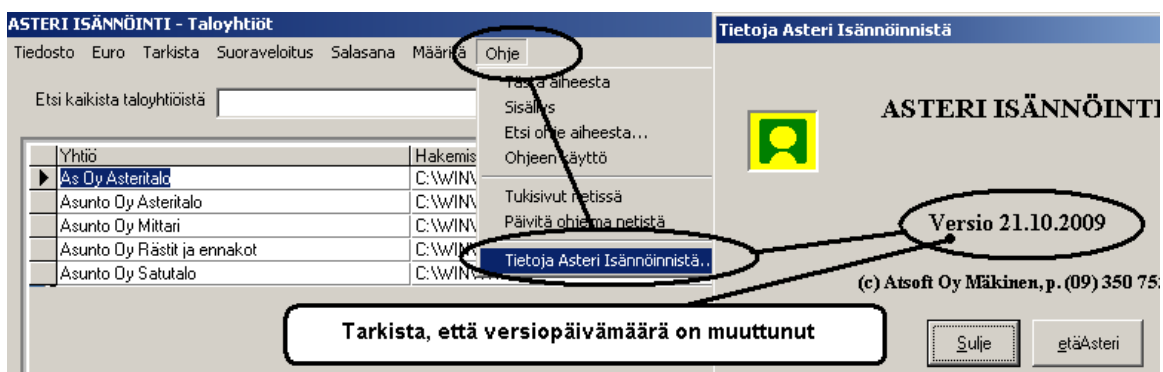 ASTERI ISÄNNÖINTI - Taloyhtiöt
Tiedosto Euro Tarkista Suoraveloitus Salasana Määritä Ohje
Etsi kaikista taloyhtiöistä
Tästä aiheesta
Sisällys
Etsi ohje aiheesta...
Ohjeen käyttö
Tukisivut netissä
Päivitä ohjelma netistä
Tietoja Asteri Isännöinnistä..
Yhtiö Hakemis
As Oy Asteritalo C:\WIN\
Asunto Oy Asteritalo C:\WIN\
Asunto Oy Mittari C:\WIN\
Asunto Oy Rästit ja ennakot C:\WIN\
Asunto Oy Satutalo C:\WIN\
Tarkista, että versiopäivämäärä on muuttunut
Tietoja Asteri Isännöinnistä
ASTERI ISÄNNÖINTI
Versio 21.10.2009
(c) Atsoft Oy Mäkinen, p. (09) 350 75
Sulje etäAsteri